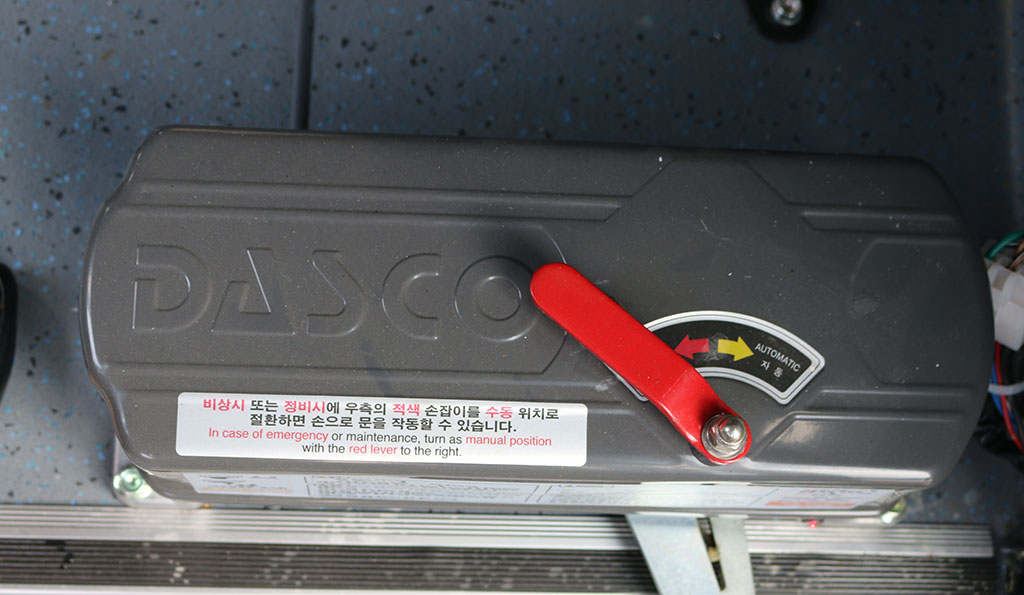 DASCO
AUTOMATIC
자동
비상시 또는 정비시에 우측의 적색 손잡이를 수동 위치로
절환하면 손으로 문을 작동할 수 있습니다.
In case of emergency or maintenance, turn as manual position
with the red lever to the right.